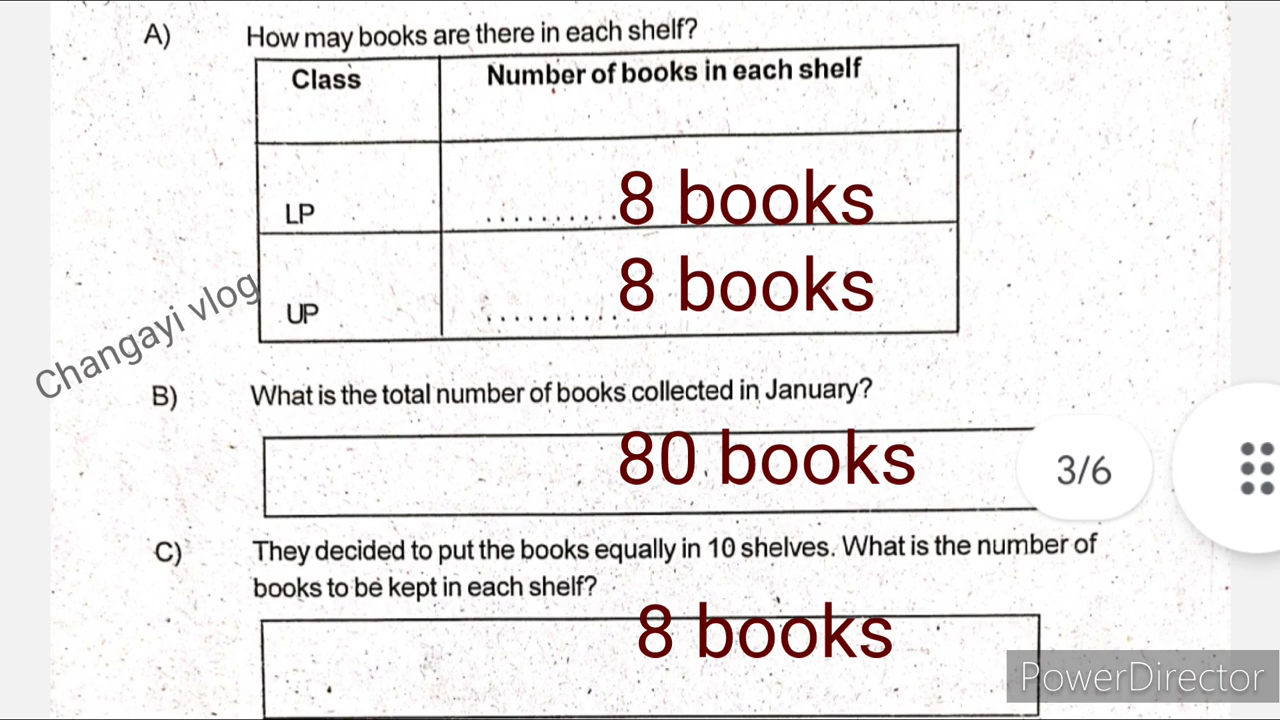 A) How may books are there in each shelf?
Class Number of books in each shelf
LP ..........8 books
UP ..........8 books
Changayi vlog
B) What is the total number of books collected in January?
80 books
3/6
C) They decided to put the books equally in 10 shelves. What is the number of
books to be kept in each shelf?
8 books
PowerDirector